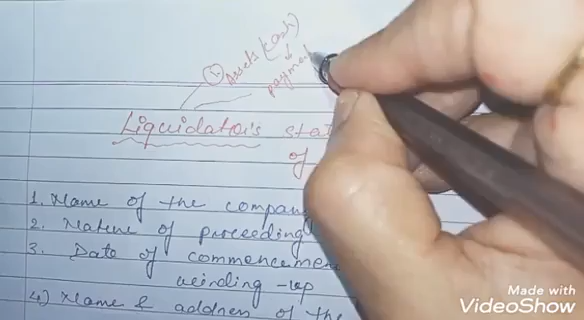 ① Assets (cash)
↓
payment
Liquidator's
of
1. Name of the company
2. Nature of proceeding
3. Date of commencement
winding-up
4) Name & address of the
Made with
VideoShow